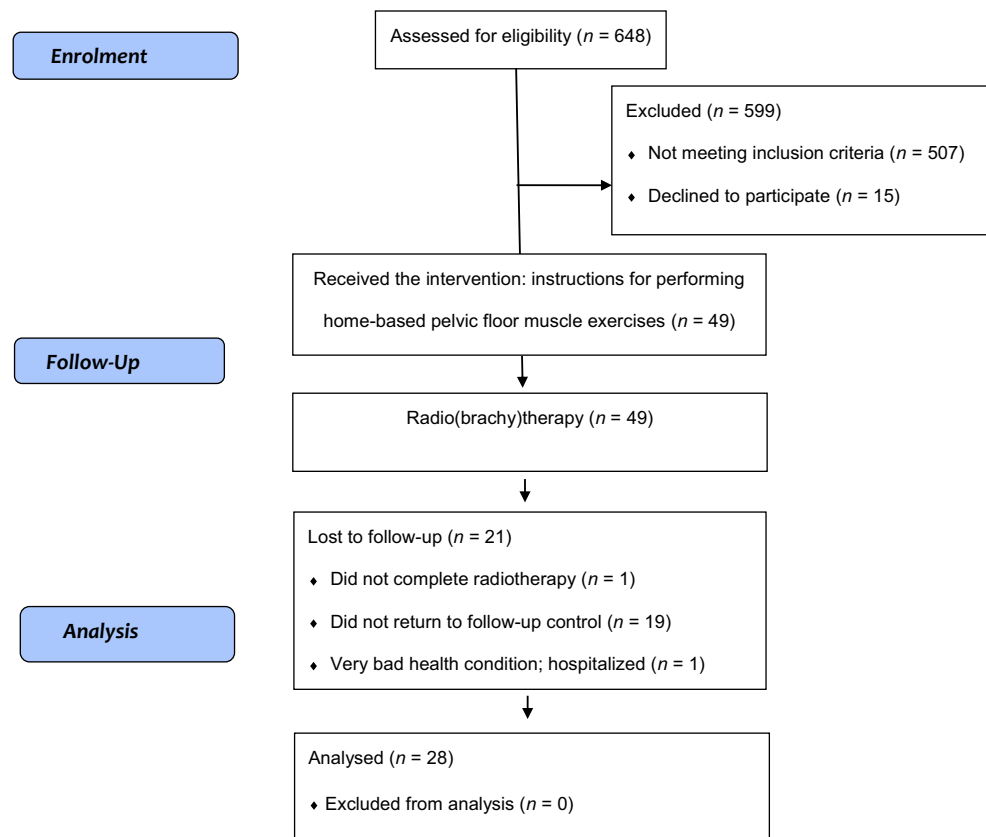 Assessed for eligibility (n = 648)
Enrolment
Excluded (n = 599)
♦ Not meeting inclusion criteria (n = 507)
♦ Declined to participate (n = 15)
Received the intervention: instructions for performing
home-based pelvic floor muscle exercises (n = 49)
Follow-Up
Radio(brachy)therapy (n = 49)
Lost to follow-up (n = 21)
♦ Did not complete radiotherapy (n = 1)
♦ Did not return to follow-up control (n = 19)
♦ Very bad health condition; hospitalized (n = 1)
Analysis
Analysed (n = 28)
♦ Excluded from analysis (n = 0)